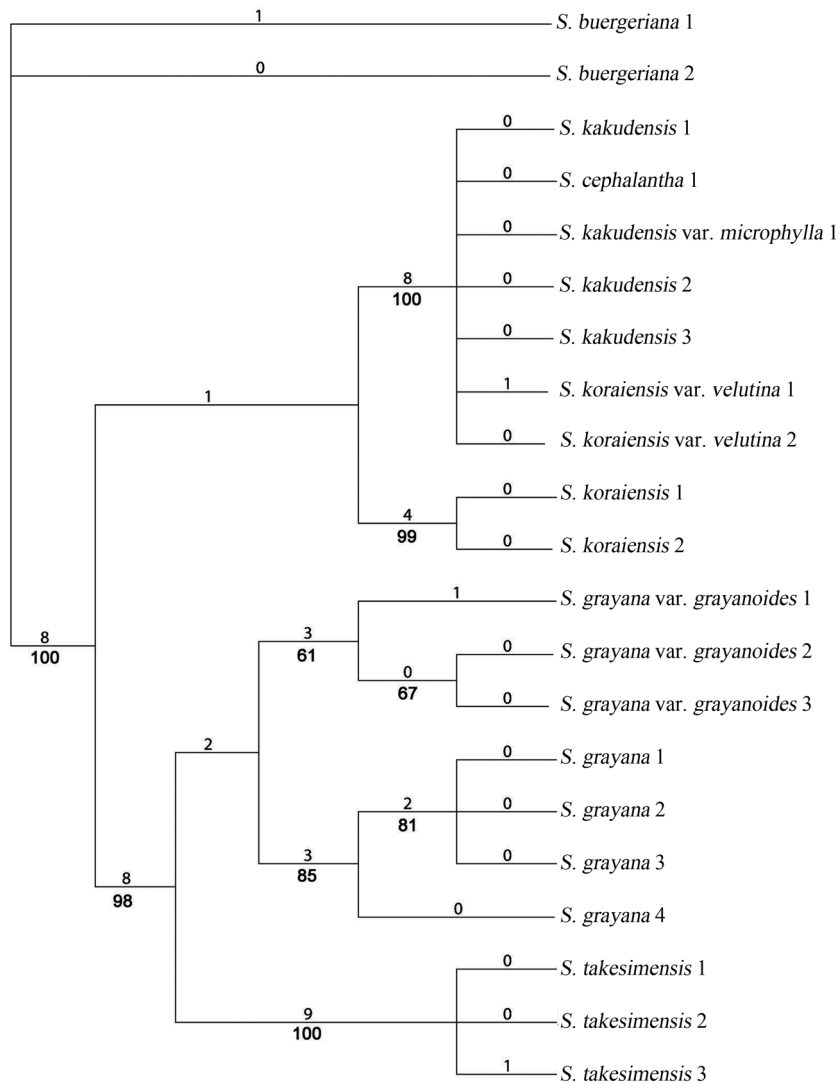 1
S. buergeriana 1
0
S. buergeriana 2
0
S. kakudensis 1
0
S. cephalantha 1
0
S. kakudensis var. microphylla 1
8
100
0
S. kakudensis 2
0
S. kakudensis 3
1
1
S. koraiensis var. velutina 1
0
S. koraiensis var. velutina 2
0
S. koraiensis 1
4
99
0
S. koraiensis 2
1
S. grayana var. grayanoides 1
8
100
3
61
0
S. grayana var. grayanoides 2
0
67
0
S. grayana var. grayanoides 3
2
0
S. grayana 1
2
81
0
S. grayana 2
3
85
0
S. grayana 3
8
98
0
S. grayana 4
0
S. takesimensis 1
9
100
0
S. takesimensis 2
1
S. takesimensis 3